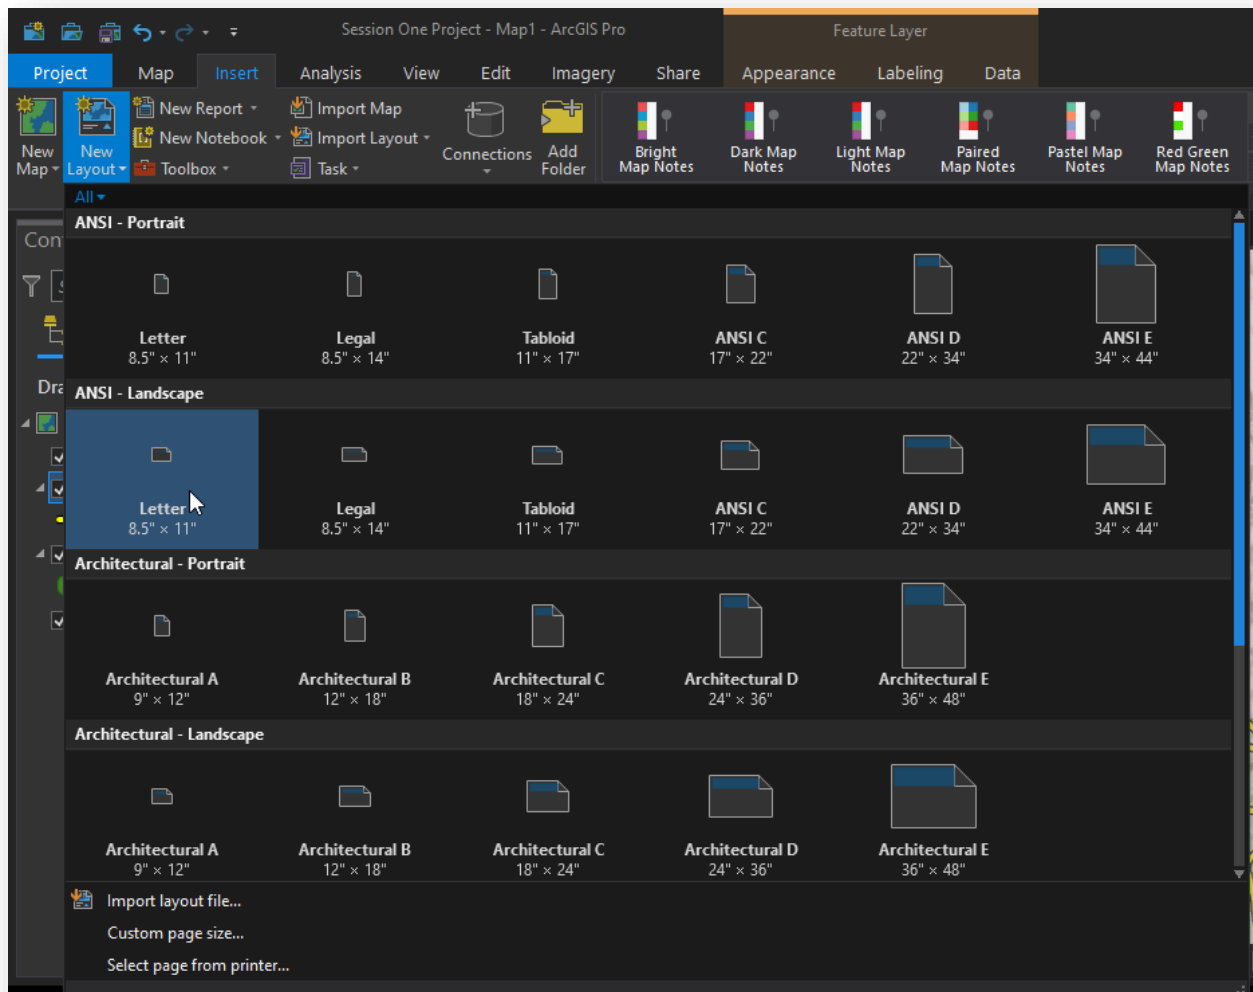 Session One Project - Map1 - ArcGIS Pro
Feature Layer
Project Map Insert Analysis View Edit Imagery Share Appearance Labeling Data
New Map
New Layout
New Report
New Notebook
Toolbox
Import Map
Import Layout
Task
Connections
Add Folder
Bright Map Notes
Dark Map Notes
Light Map Notes
Paired Map Notes
Pastel Map Notes
Red Green Map Notes
All
Con
Dra
ANSI - Portrait
Letter Legal Tabloid ANSI C ANSI D ANSI E
8.5" × 11" 8.5" × 14" 11" × 17" 17" × 22" 22" × 34" 34" × 44"
ANSI - Landscape
Letter Legal Tabloid ANSI C ANSI D ANSI E
8.5" × 11" 8.5" × 14" 11" × 17" 17" × 22" 22" × 34" 34" × 44"
Architectural - Portrait
Architectural A Architectural B Architectural C Architectural D Architectural E
9" × 12" 12" × 18" 18" × 24" 24" × 36" 36" × 48"
Architectural - Landscape
Architectural A Architectural B Architectural C Architectural D Architectural E
9" × 12" 12" × 18" 18" × 24" 24" × 36" 36" × 48"
Import layout file...
Custom page size...
Select page from printer...